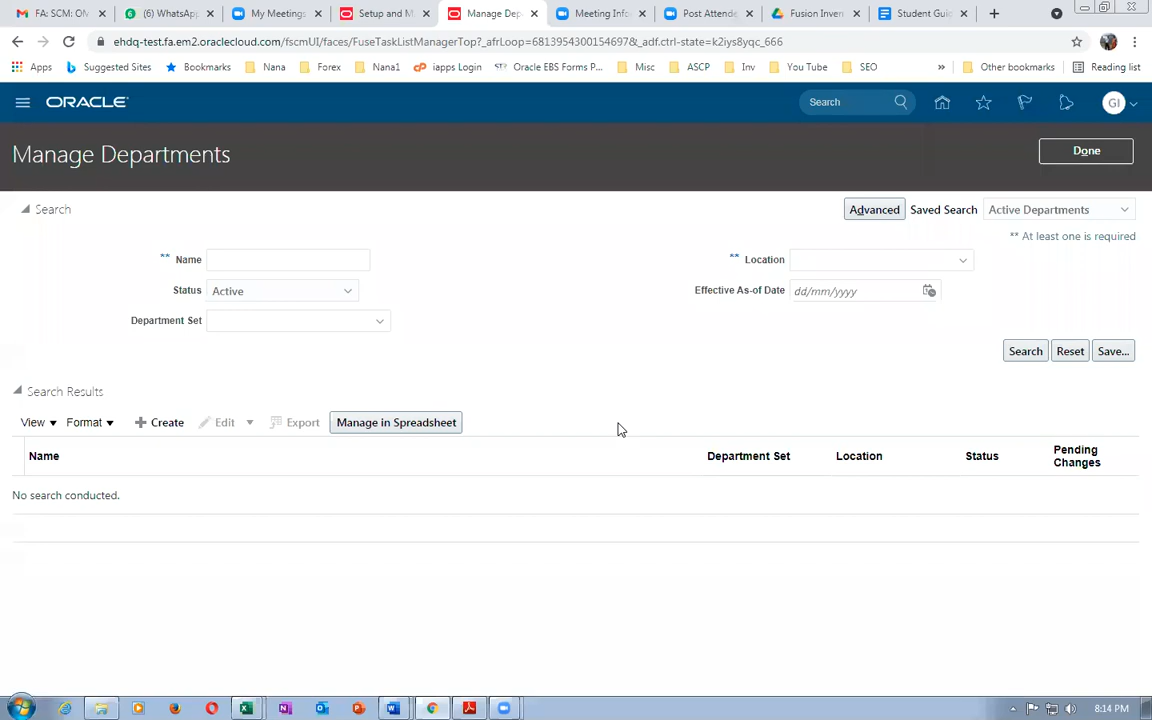 FA: SCM: OM
(6) WhatsApp
My Meetings
Setup and M
Manage Dep
Meeting Info
Post Attende
Fusion Inven
Student Guid
ehdq-test.fa.em2.oraclecloud.com/fscmUI/faces/FuseTaskListManagerTop?_afrLoop=6813954300154697&_adf.ctrl-state=k2iys8yqc_666
Apps Suggested Sites Bookmarks Nana Forex Nana1 iapps Login Oracle EBS Forms P... Misc ASCP Inv You Tube SEO » Other bookmarks Reading list
ORACLE Search GI
Manage Departments Done
Search Advanced Saved Search Active Departments
** At least one is required
** Name ** Location
Status Active Effective As-of Date dd/mm/yyyy
Department Set
Search Reset Save...
Search Results
View Format Create Edit Export Manage in Spreadsheet
Name Department Set Location Status Pending
Changes
No search conducted.
8:14 PM